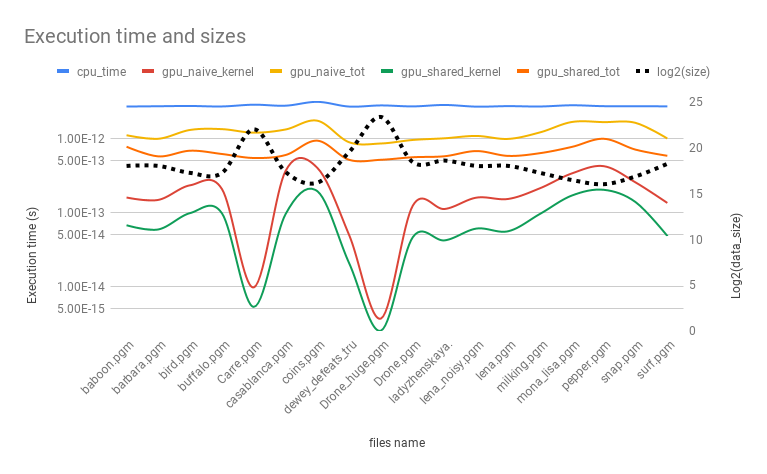 Execution time and sizes
cpu_time gpu_naive_kernel gpu_naive_tot gpu_shared_kernel gpu_shared_tot log2(size)
1.00E-12
5.00E-13
1.00E-13
5.00E-14
1.00E-14
5.00E-15
Execution time (s)
25
20
15
10
5
0
Log2(data_size)
baboon.pgm
barbara.pgm
bird.pgm
buffalo.pgm
Carre.pgm
casablanca.pgm
coins.pgm
dewey_defeats_tru
Drone_huge.pgm
Drone.pgm
ladyzhenskaya.
lena_noisy.pgm
lena.pgm
milking.pgm
mona_lisa.pgm
pepper.pgm
snap.pgm
surf.pgm
files name